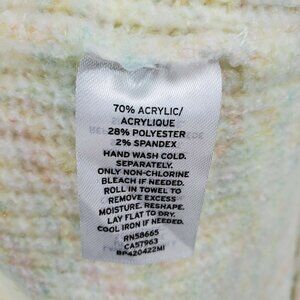 70% ACRYLIC/
ACRYLIQUE
28% POLYESTER
2% SPANDEX
HAND WASH COLD.
SEPARATELY.
ONLY NON-CHLORINE
BLEACH IF NEEDED.
ROLL IN TOWEL TO
REMOVE EXCESS
MOISTURE. RESHAPE.
LAY FLAT TO DRY.
COOL IRON IF NEEDED.
RN58665
CA57963
BP420422MI